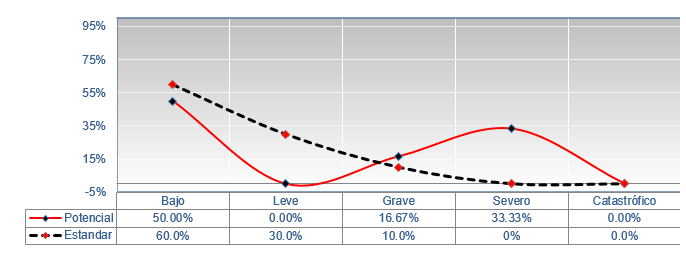 95%
75%
55%
35%
15%
-5%
Bajo Leve Grave Severo Catastrófico
Potencial 50.00% 0.00% 16.67% 33.33% 0.00%
Estandar 60.0% 30.0% 10.0% 0% 0.0%